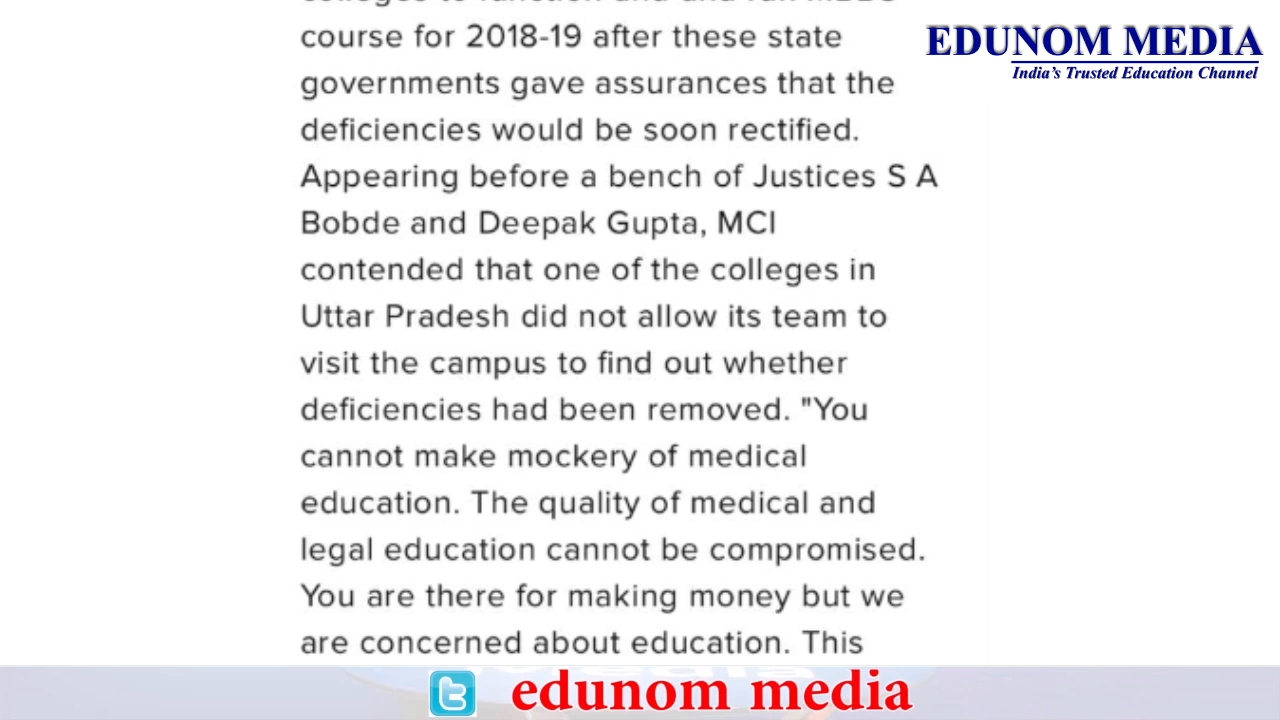 course for 2018-19 after these state
governments gave assurances that the
deficiencies would be soon rectified.
Appearing before a bench of Justices S A
Bobde and Deepak Gupta, MCI
contended that one of the colleges in
Uttar Pradesh did not allow its team to
visit the campus to find out whether
deficiencies had been removed. "You
cannot make mockery of medical
education. The quality of medical and
legal education cannot be compromised.
You are there for making money but we
are concerned about education. This
EDUNOM MEDIA
India's Trusted Education Channel
edunom media